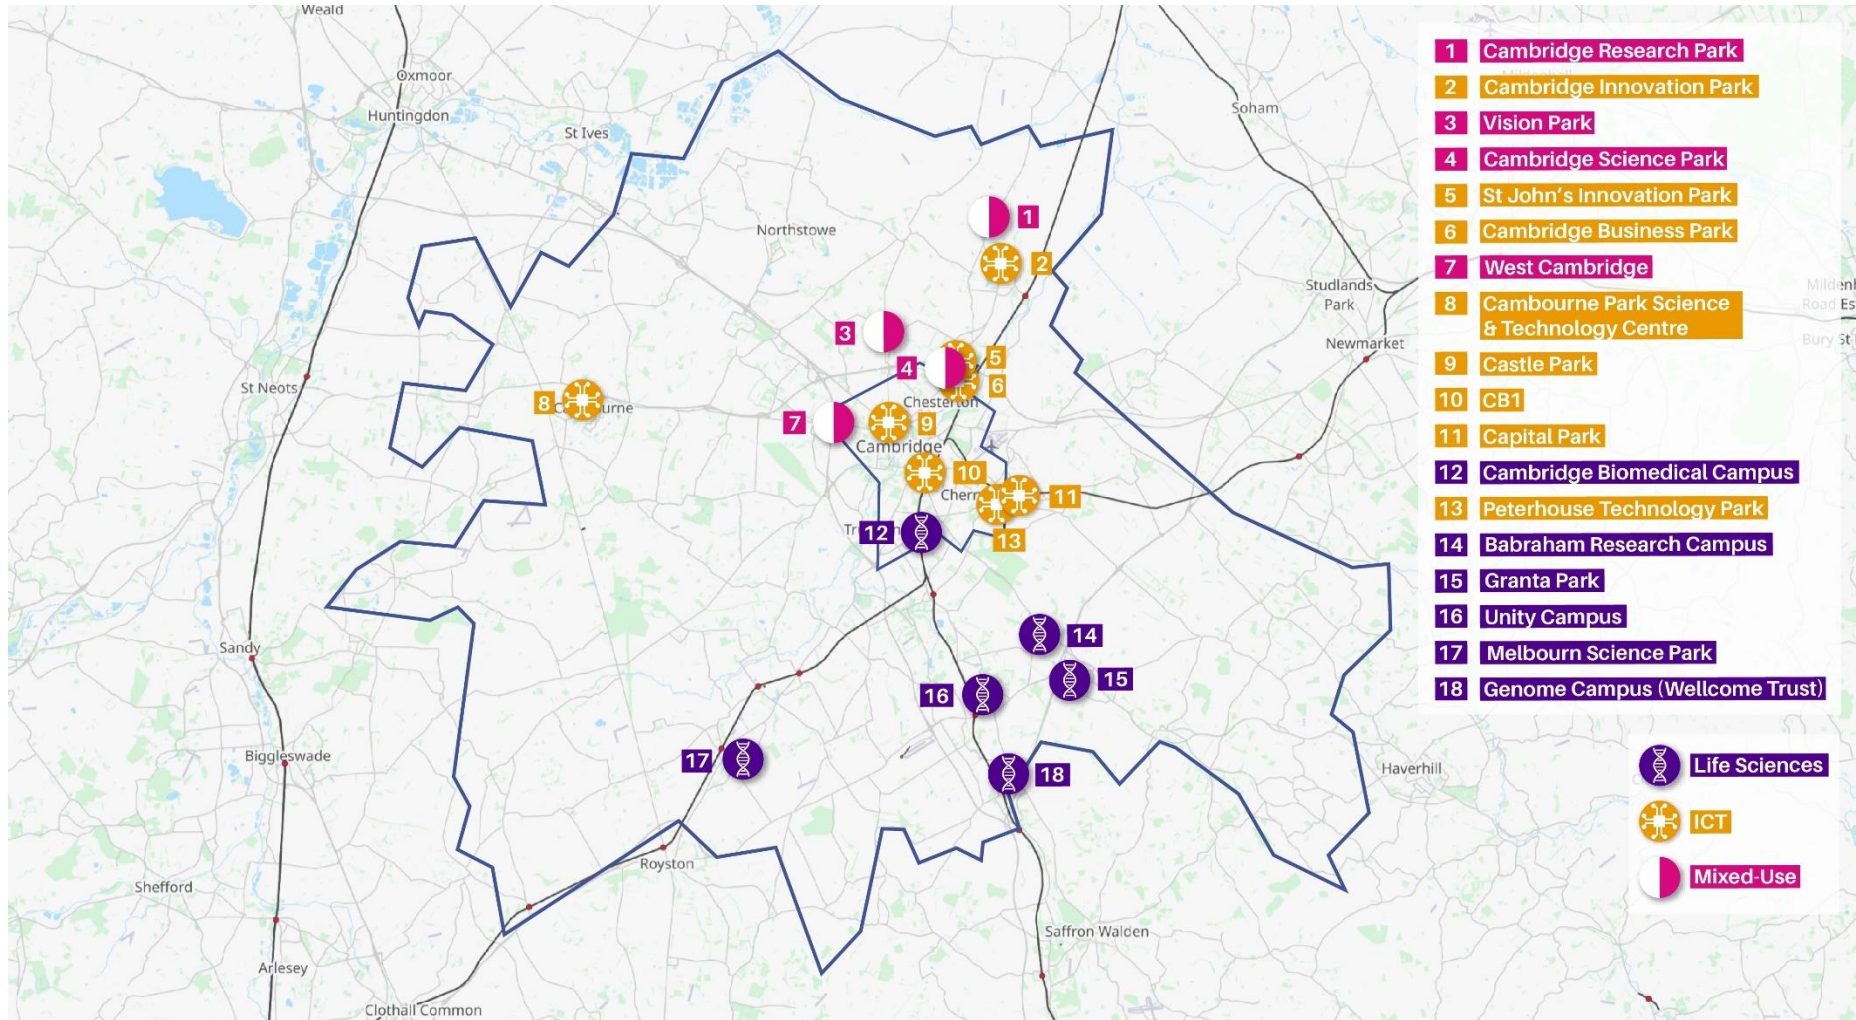 Weald
Oxmoor
Huntingdon
St Ives
Soham
Northstowe
Studlands
Park
Newmarket
St Neots
Chesterton
Cambridge
Sandy
Biggleswade
Haverhill
Royston
Shefford
Saffron Walden
Arlesey
Clothall Common
1
2
3
4
5
6
7
8
9
10
11
12
13
14
15
16
17
18
1 Cambridge Research Park
2 Cambridge Innovation Park
3 Vision Park
4 Cambridge Science Park
5 St John's Innovation Park
6 Cambridge Business Park
7 West Cambridge
8 Cambourne Park Science
& Technology Centre
9 Castle Park
10 CB1
11 Capital Park
12 Cambridge Biomedical Campus
13 Peterhouse Technology Park
14 Babraham Research Campus
15 Granta Park
16 Unity Campus
17 Melbourn Science Park
18 Genome Campus (Wellcome Trust)
Life Sciences
ICT
Mixed-Use